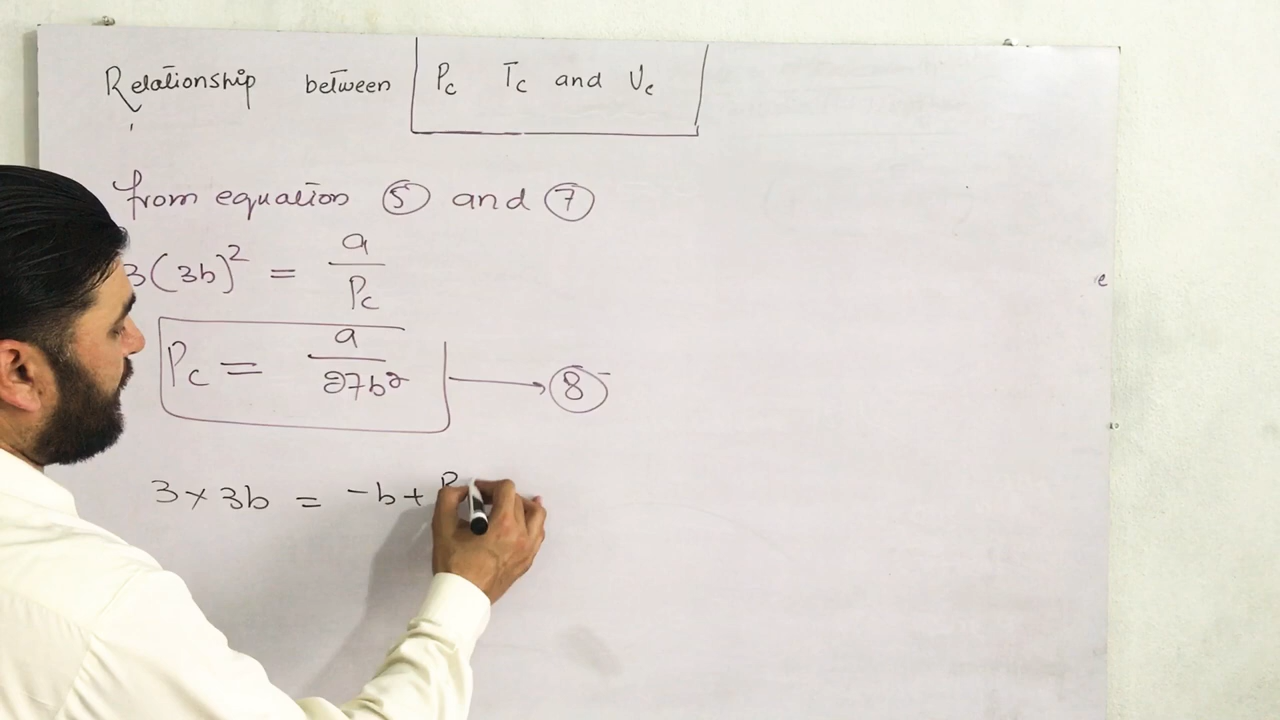 Relationship between Pc Tc and Vc
from equation ⑤ and ⑦
3(3b)² = a/Pc
Pc = a/27b² → ⑧
3 × 3b = -b +